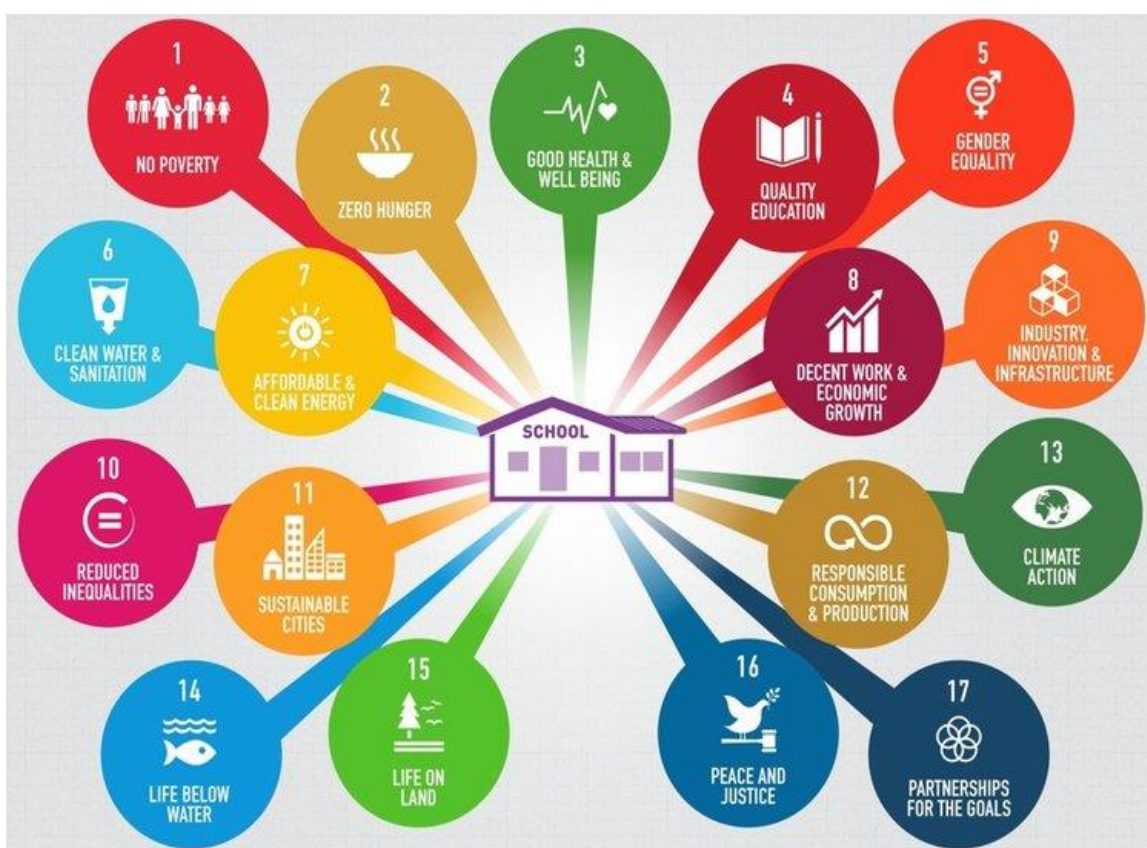 1
NO POVERTY
2
ZERO HUNGER
3
GOOD HEALTH &
WELL BEING
4
QUALITY
EDUCATION
5
GENDER
EQUALITY
6
CLEAN WATER &
SANITATION
7
AFFORDABLE &
CLEAN ENERGY
8
DECENT WORK &
ECONOMIC
GROWTH
9
INDUSTRY,
INNOVATION &
INFRASTRUCTURE
SCHOOL
10
REDUCED
INEQUALITIES
11
SUSTAINABLE
CITIES
12
RESPONSIBLE
CONSUMPTION
& PRODUCTION
13
CLIMATE
ACTION
14
LIFE BELOW
WATER
15
LIFE ON
LAND
16
PEACE AND
JUSTICE
17
PARTNERSHIPS
FOR THE GOALS